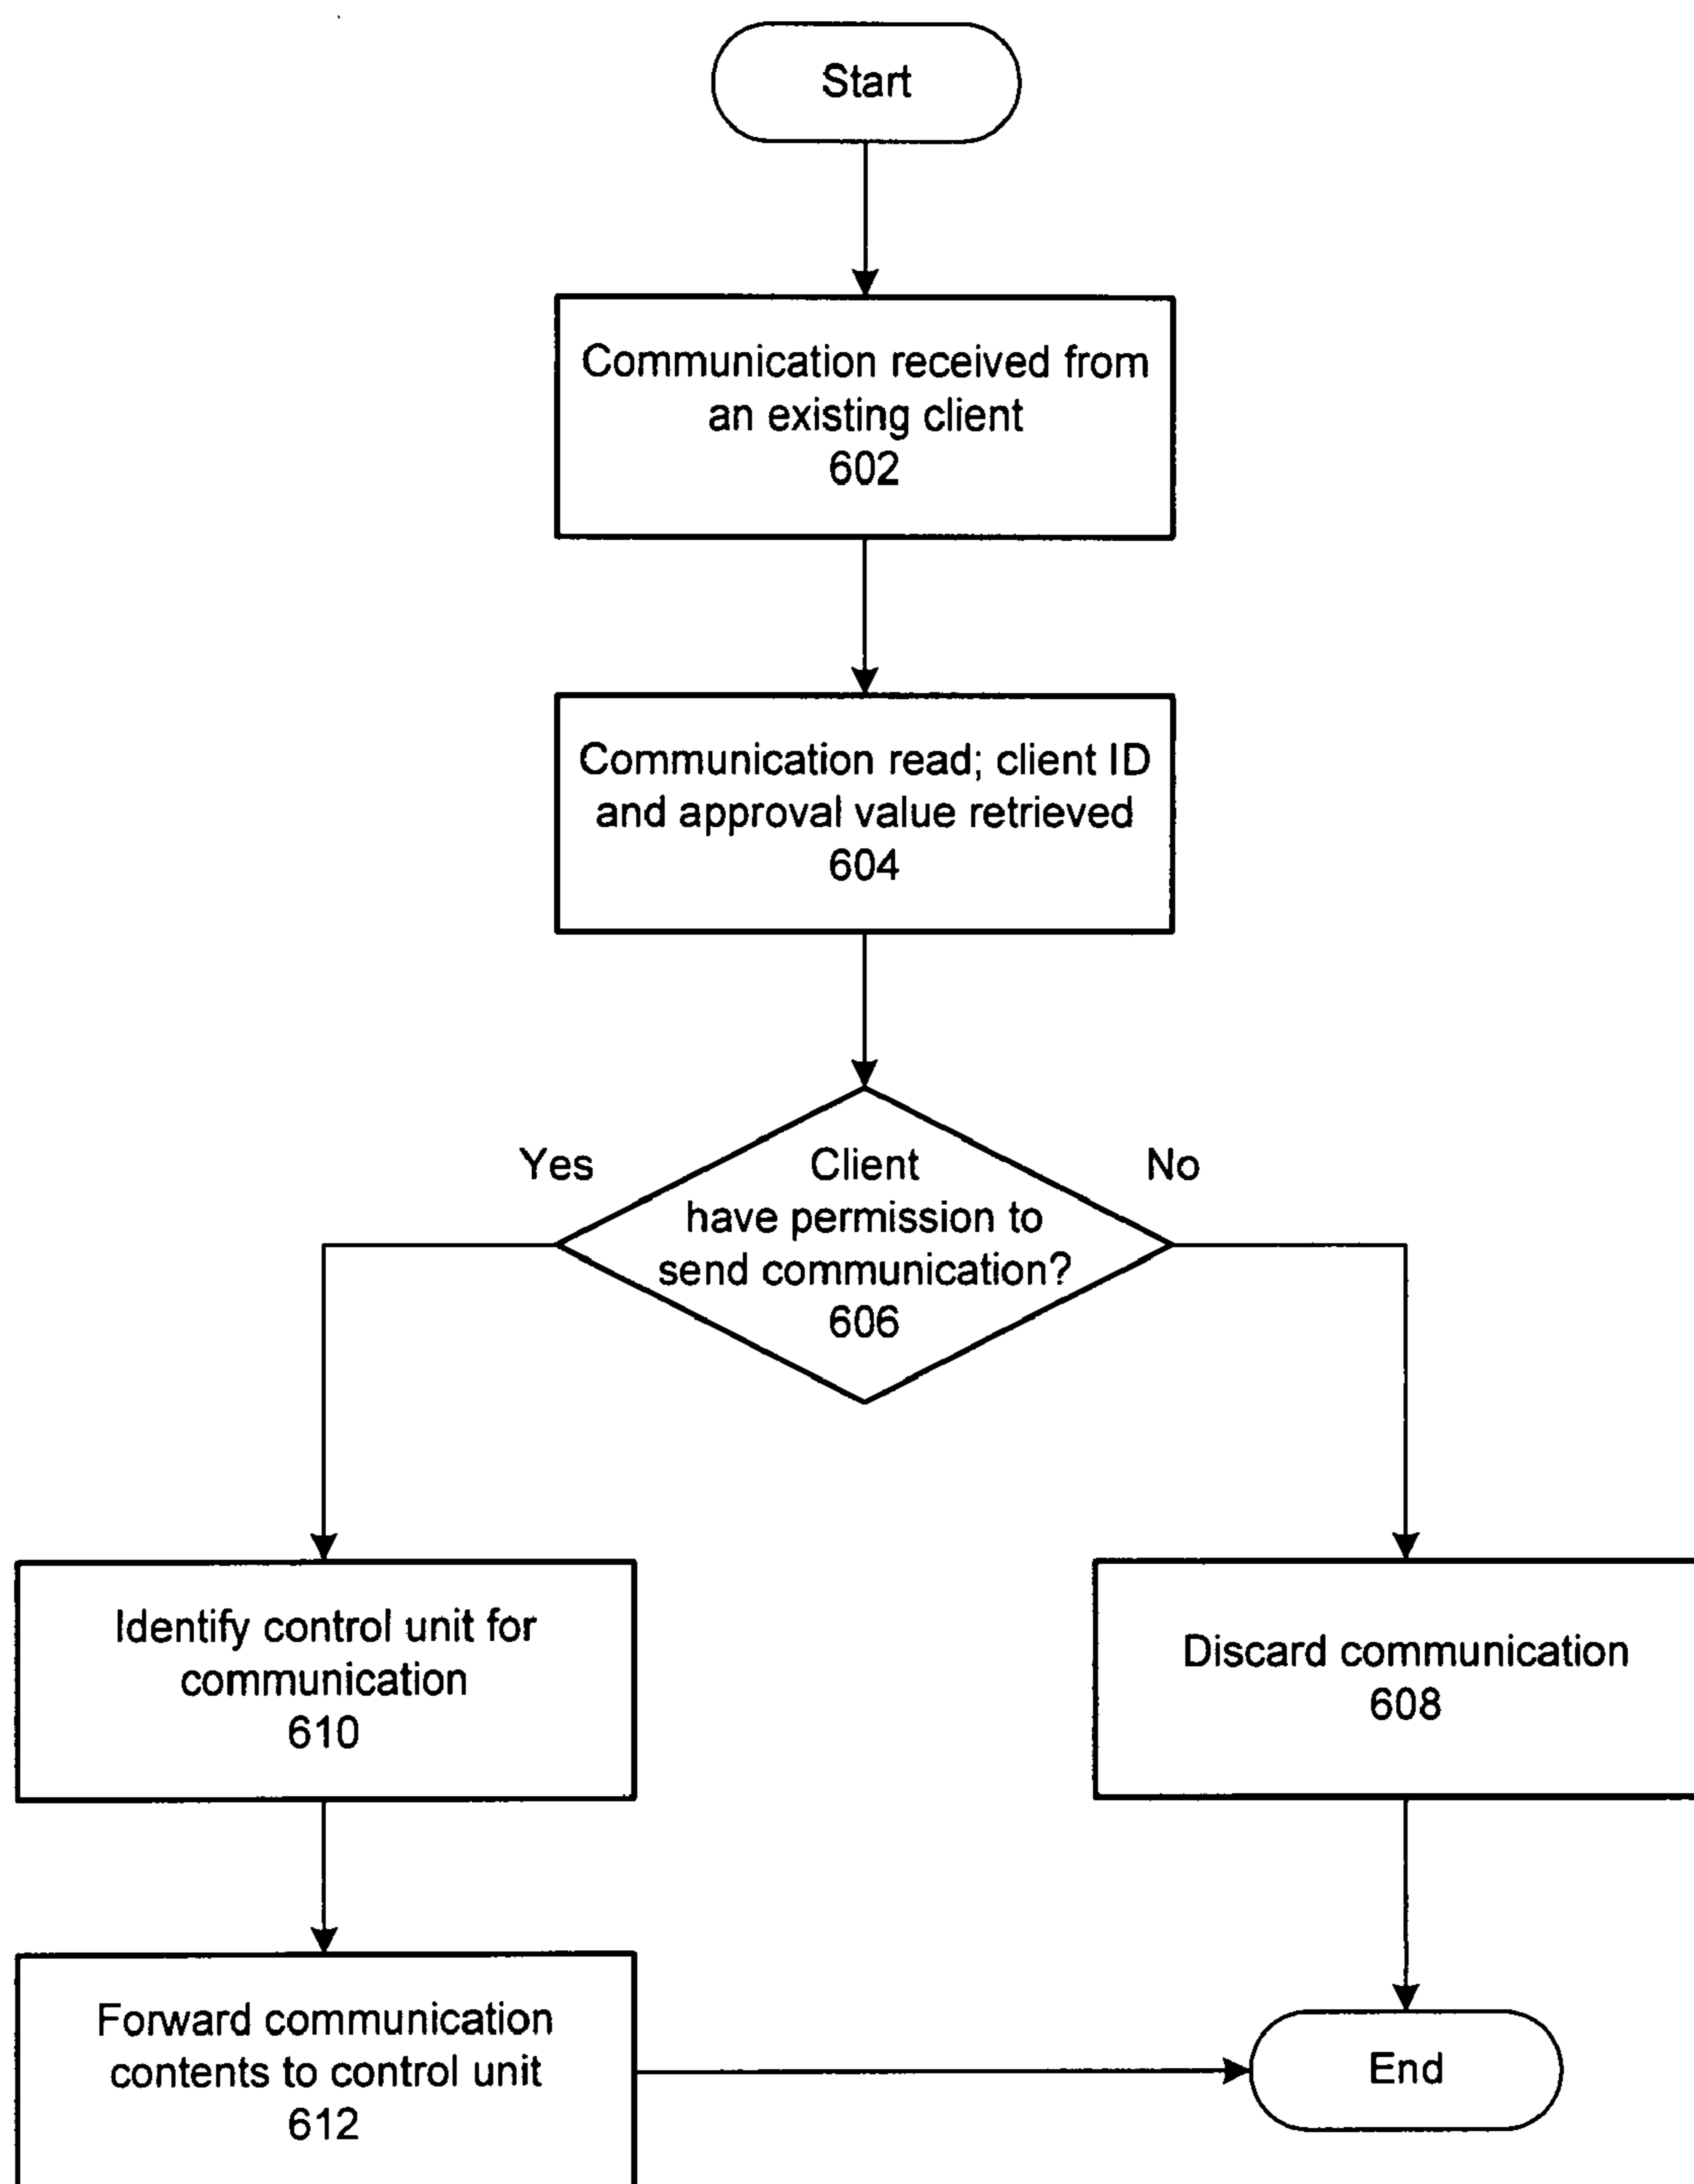 Start
Communication received from
an existing client
602
Communication read; client ID
and approval value retrieved
604
Yes
No
Client
have permission to
send communication?
606
Identify control unit for
communication
610
Discard communication
608
Forward communication
contents to control unit
612
End